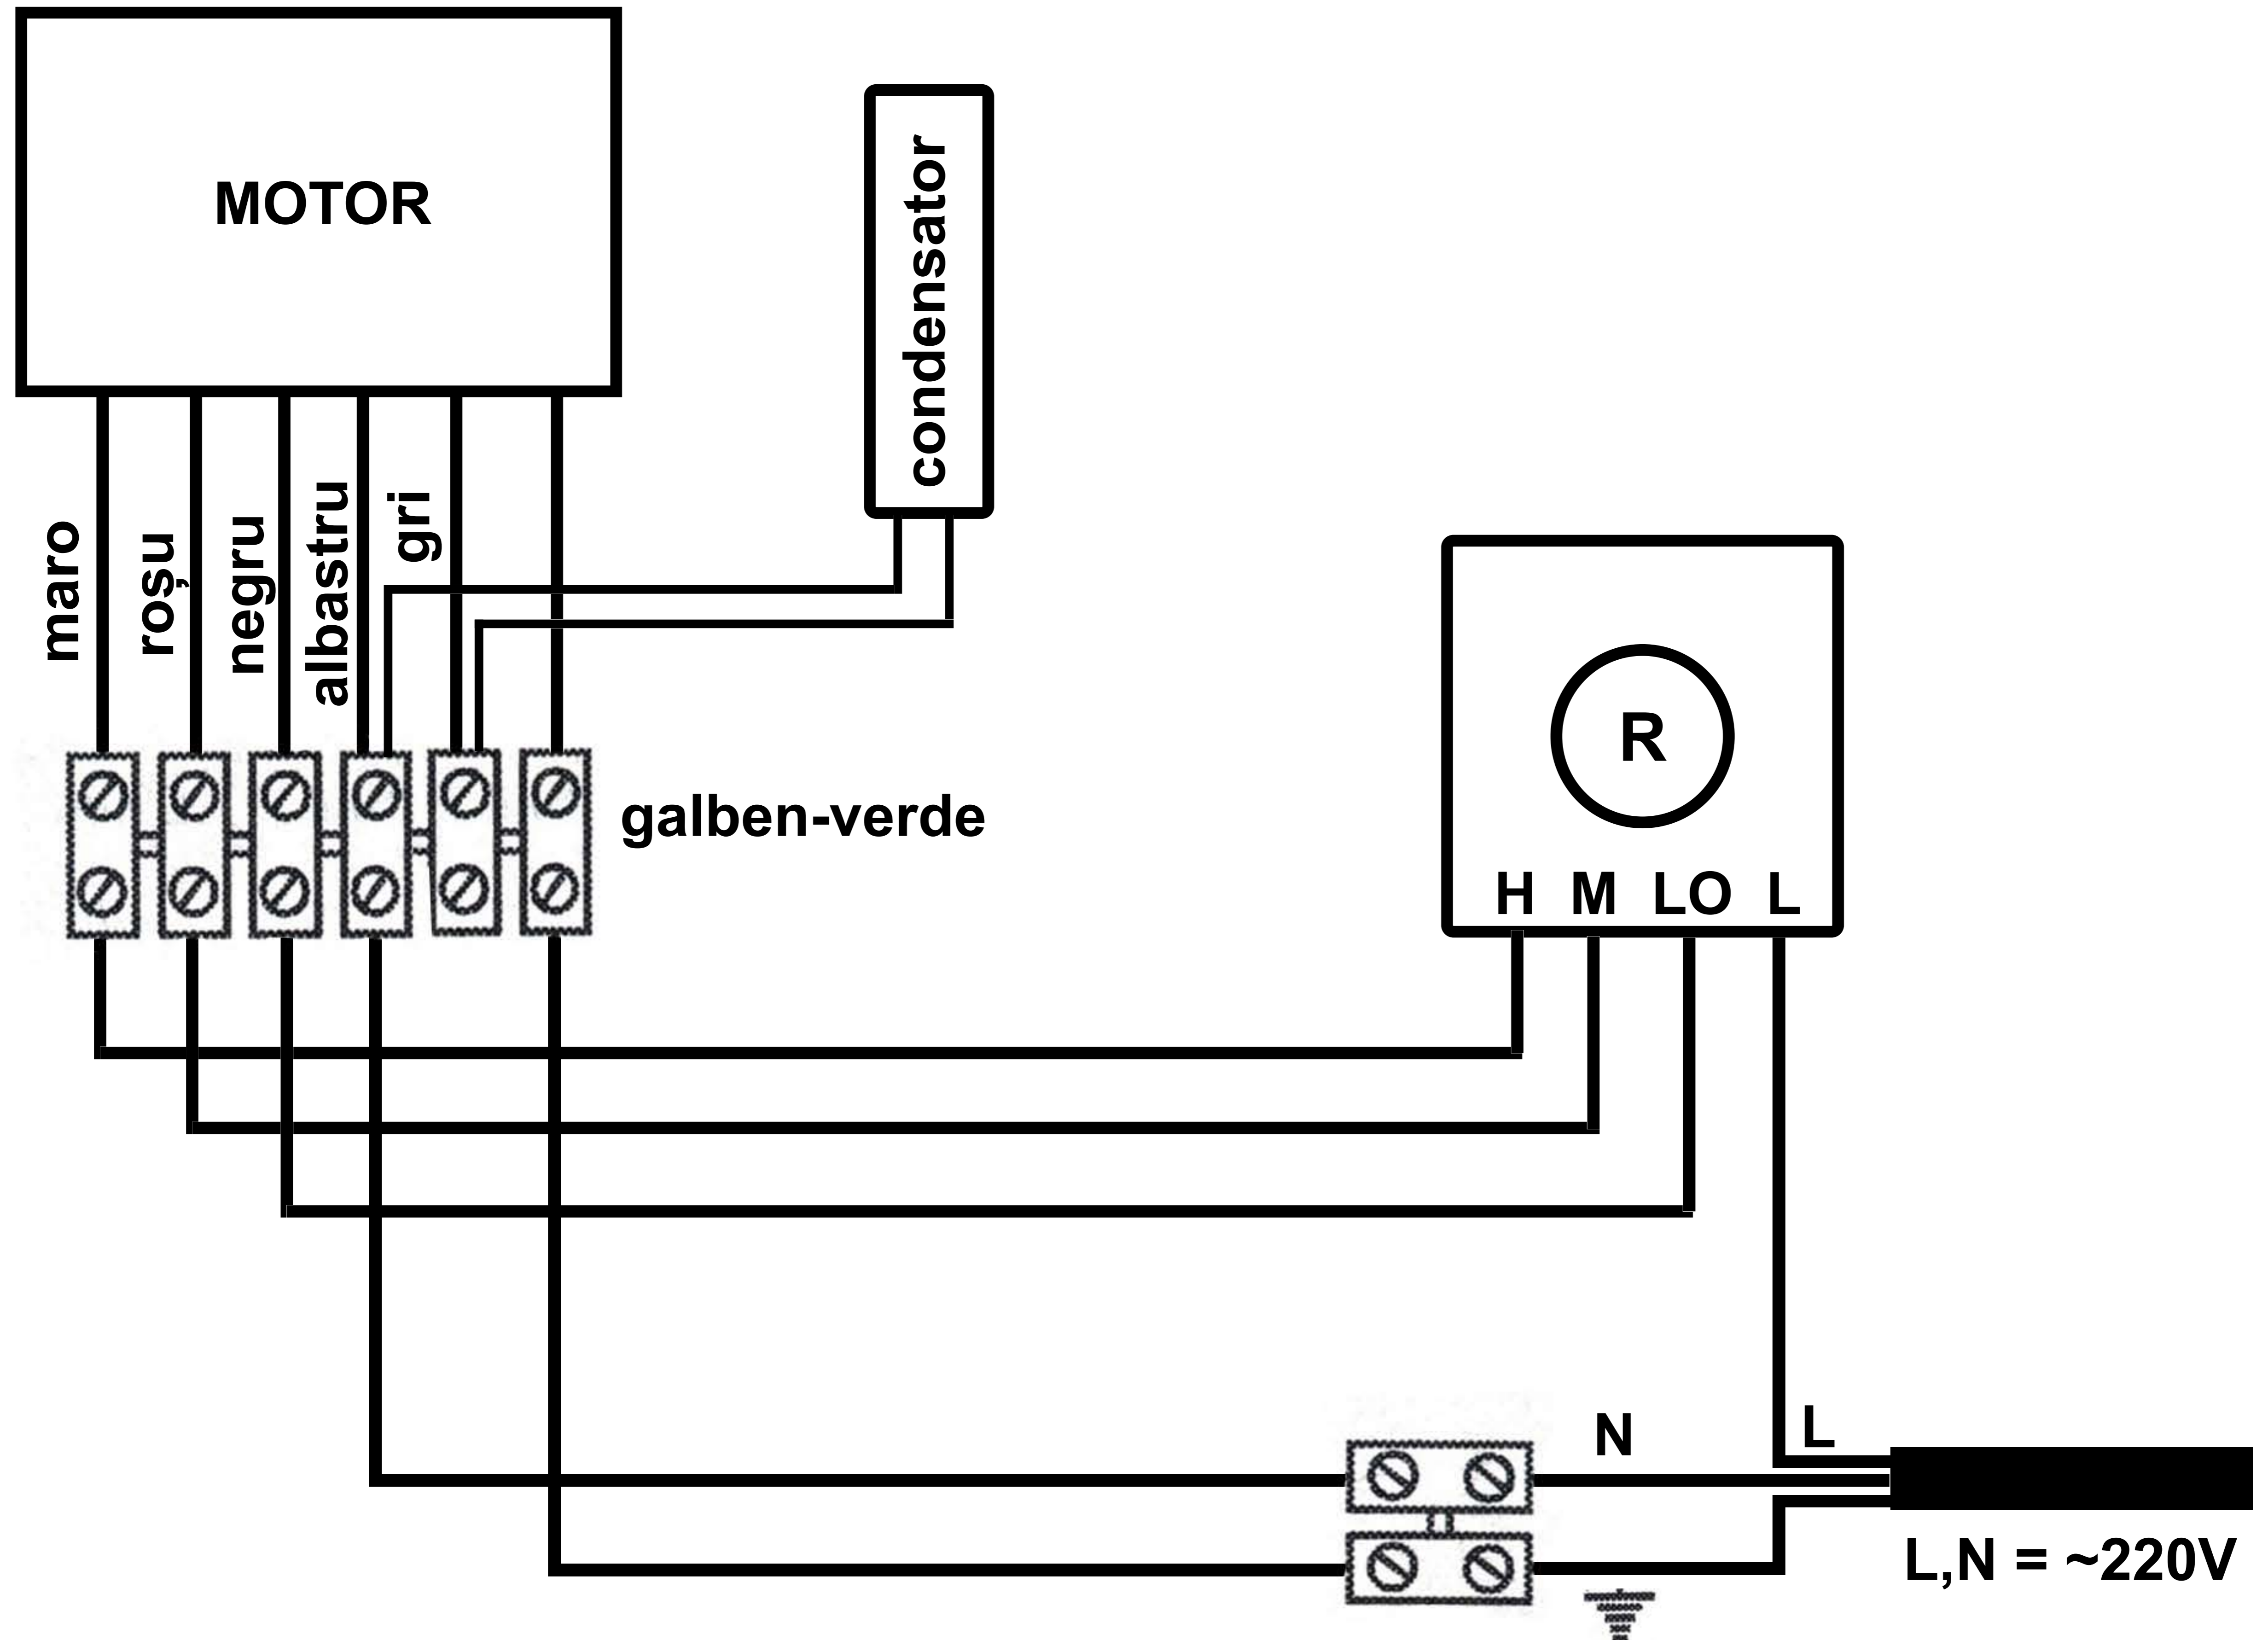 MOTOR
condensator
maro
roșu
negru
albastru
gri
galben-verde
R
H M LO L
N
L
L,N = ~220V